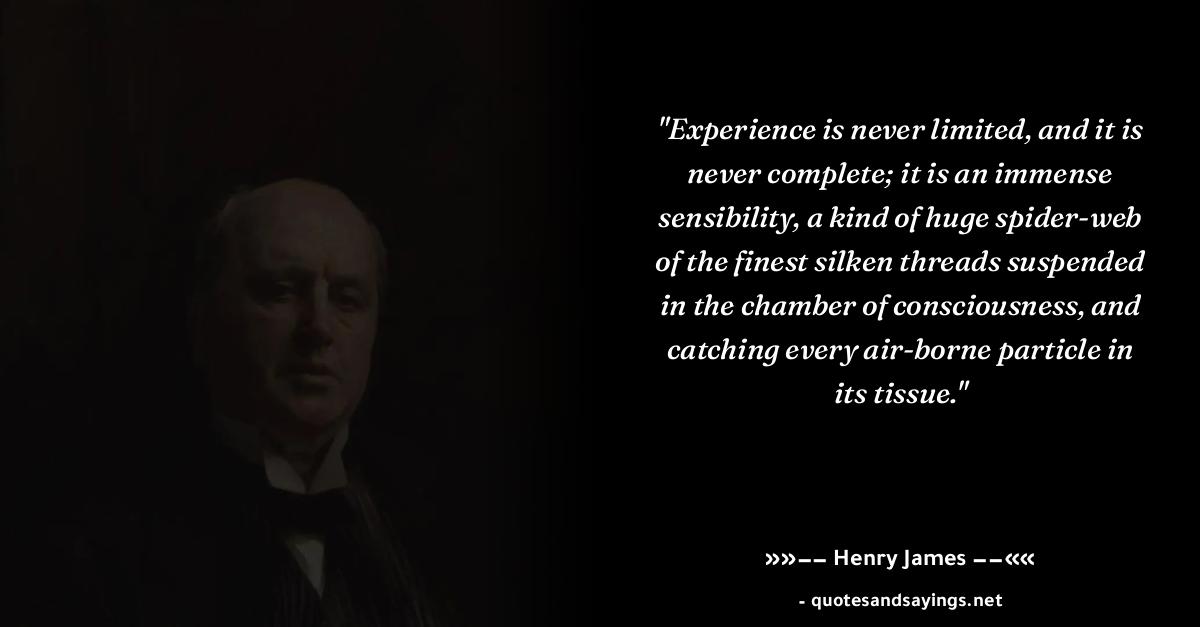 "Experience is never limited, and it is
never complete; it is an immense
sensibility, a kind of huge spider-web
of the finest silken threads suspended
in the chamber of consciousness, and
catching every air-borne particle in
its tissue."
»»–– Henry James ––««
- quotesandsayings.net